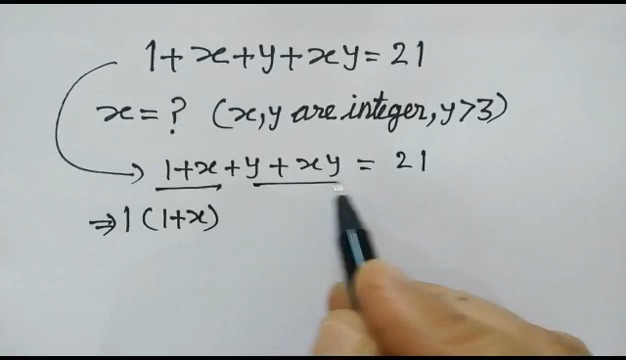 1+x+y+xy=21
x=? (x,y are integer, y>3)
1+x+y+xy = 21
⇒1(1+x)